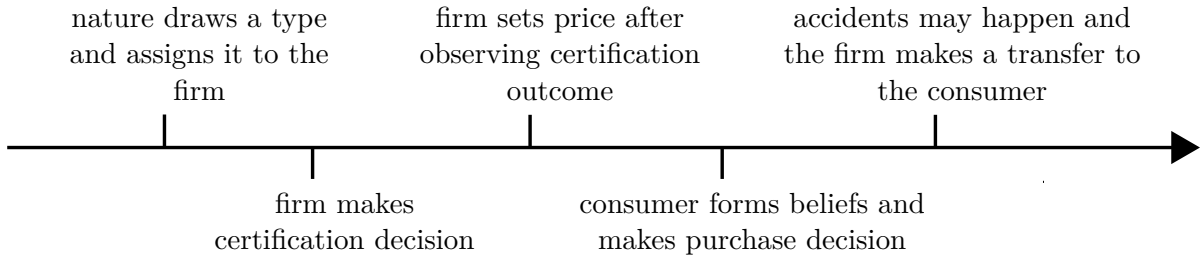 nature draws a type
and assigns it to the
firm
firm makes
certification decision
firm sets price after
observing certification
outcome
consumer forms beliefs and
makes purchase decision
accidents may happen and
the firm makes a transfer to
the consumer